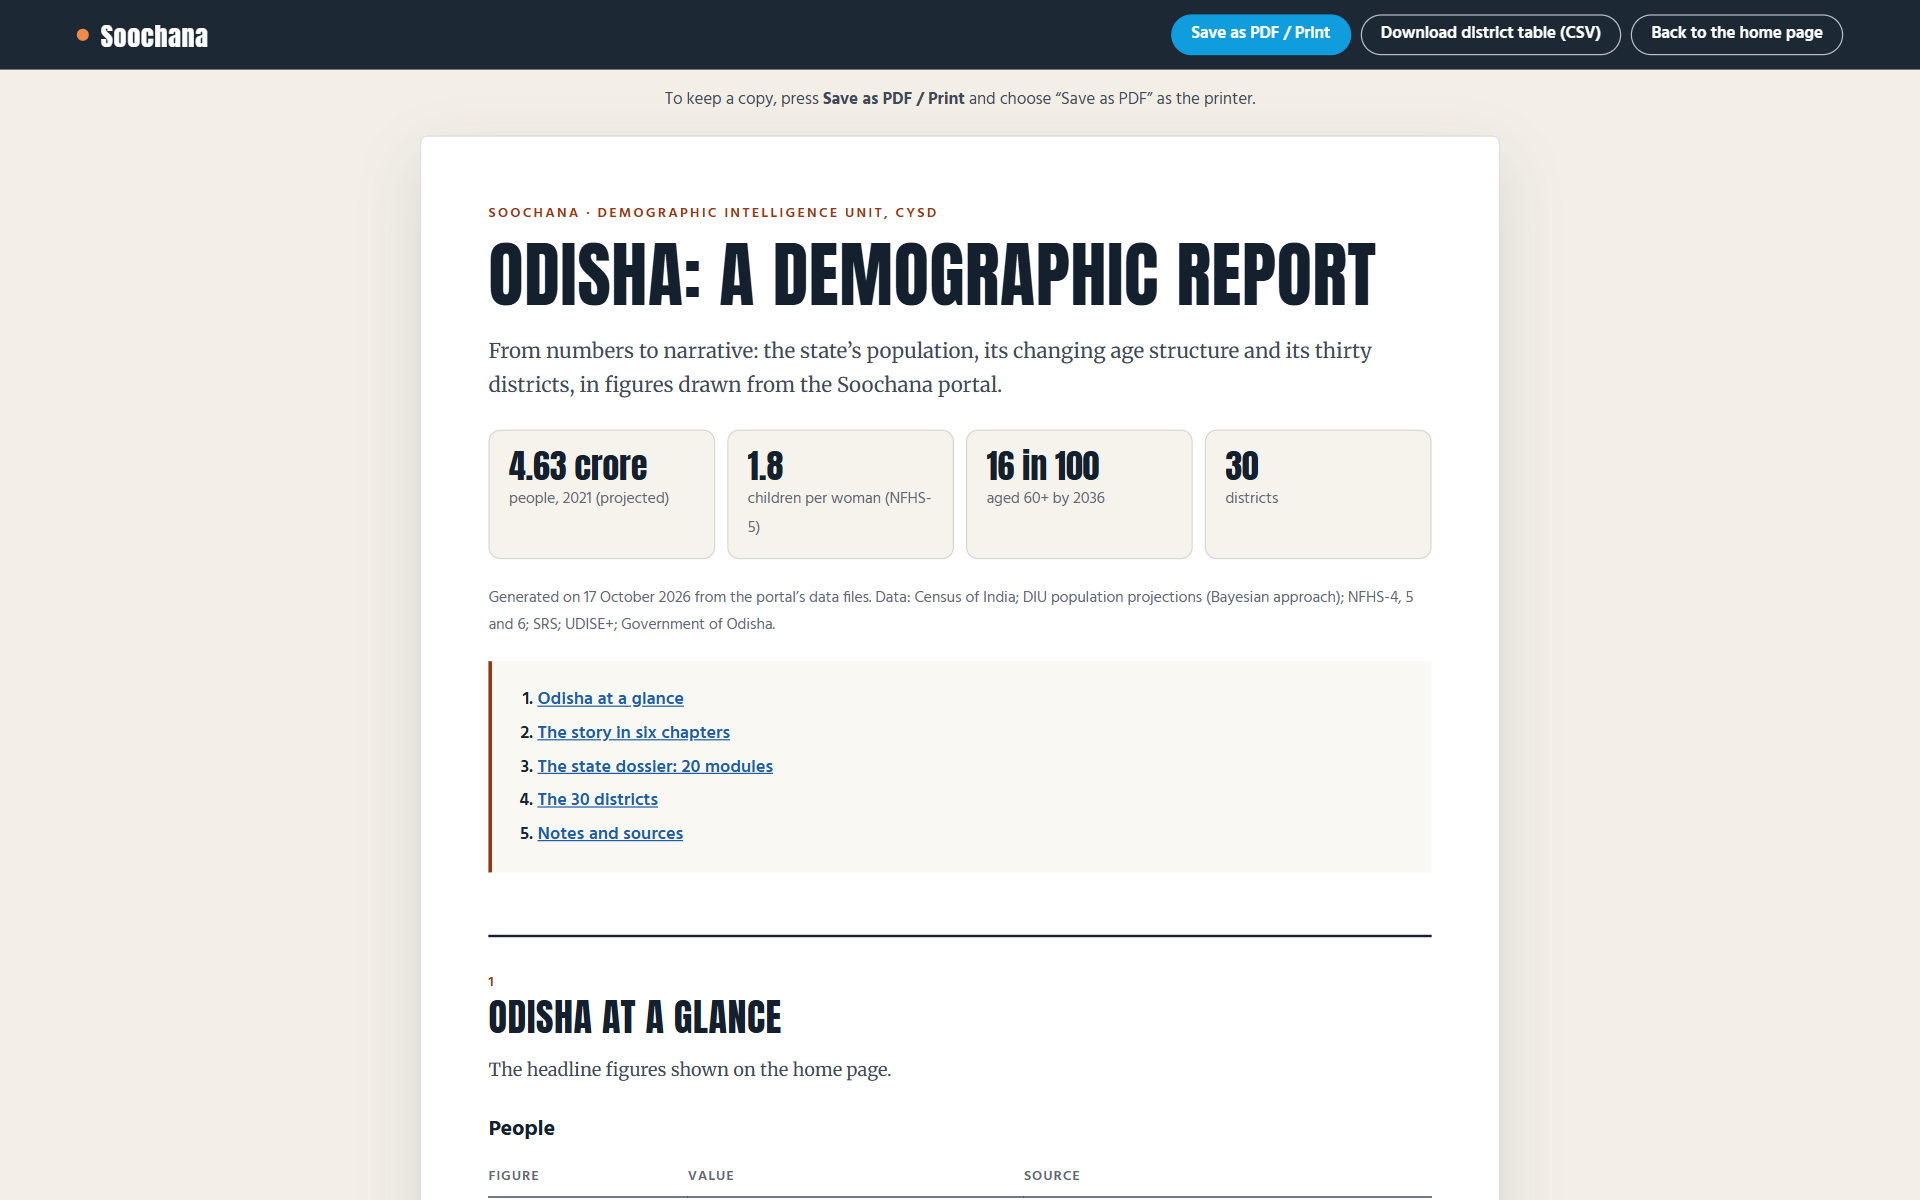 Soochana
Save as PDF / Print
Download district table (CSV)
Back to the home page
To keep a copy, press Save as PDF / Print and choose “Save as PDF” as the printer.
SOOCHANA · DEMOGRAPHIC INTELLIGENCE UNIT, CYSD
ODISHA: A DEMOGRAPHIC REPORT
From numbers to narrative: the state’s population, its changing age structure and its thirty
districts, in figures drawn from the Soochana portal.
4.63 crore
people, 2021 (projected)
1.8
children per woman (NFHS-
5)
16 in 100
aged 60+ by 2036
30
districts
Generated on 17 October 2026 from the portal’s data files. Data: Census of India; DIU population projections (Bayesian approach); NFHS-4, 5
and 6; SRS; UDISE+; Government of Odisha.
1. Odisha at a glance
2. The story in six chapters
3. The state dossier: 20 modules
4. The 30 districts
5. Notes and sources
1
ODISHA AT A GLANCE
The headline figures shown on the home page.
People
FIGURE VALUE SOURCE